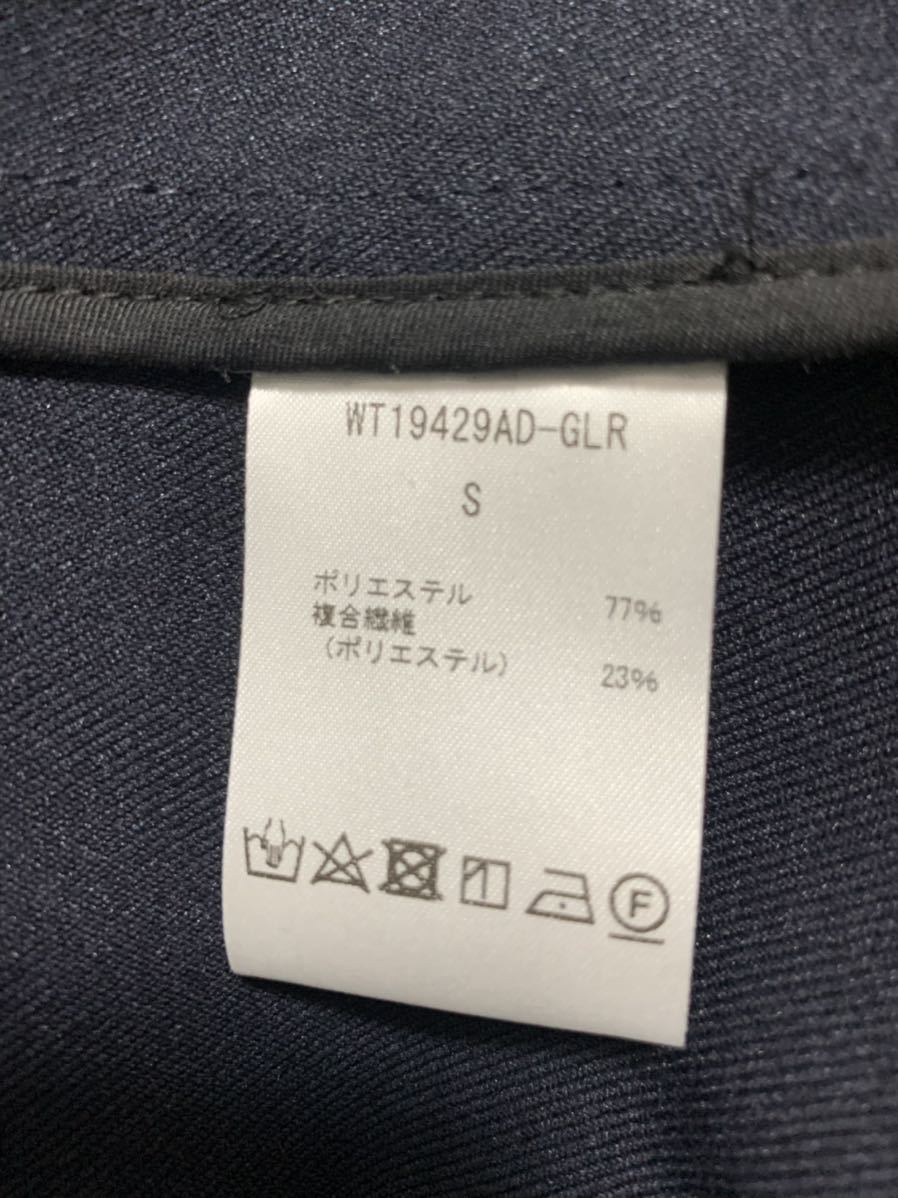 WT19429AD-GLR
S
ポリエステル 77%
複合繊維
(ポリエステル) 23%
F